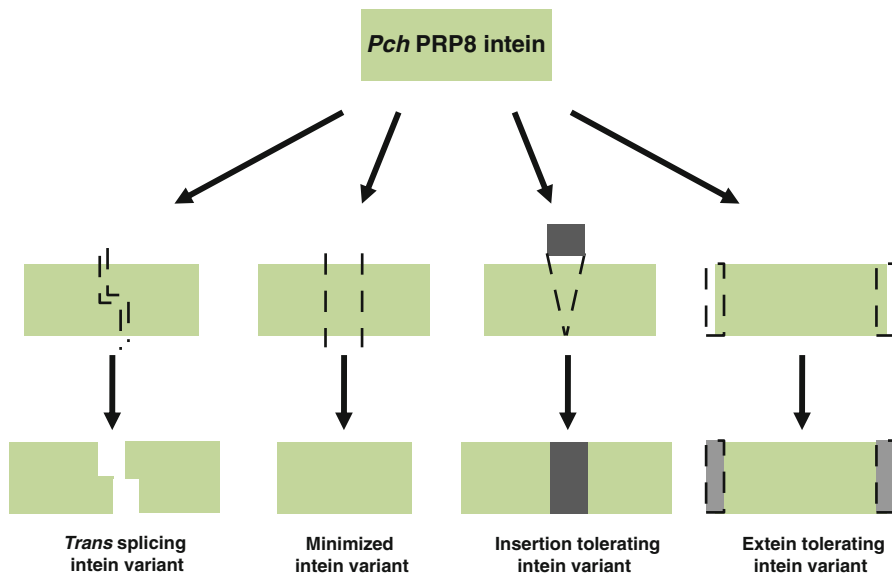 Pch PRP8 intein
Trans splicing
intein variant
Minimized
intein variant
Insertion tolerating
intein variant
Extein tolerating
intein variant